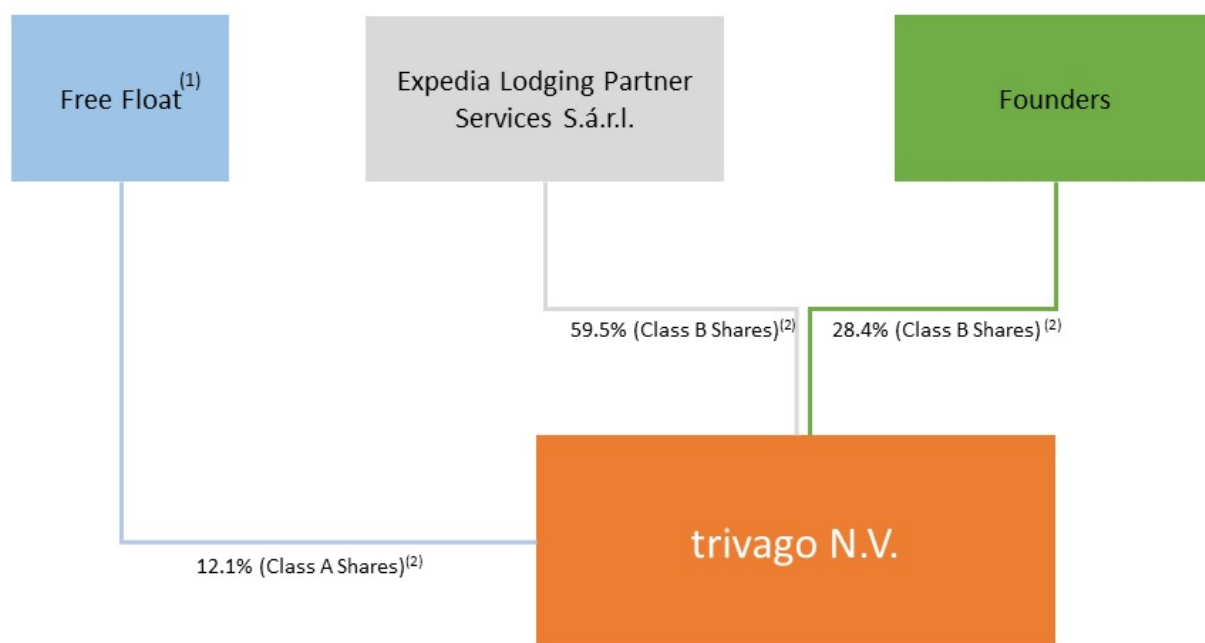 Free Float(1)
Expedia Lodging Partner
Services S.á.r.l.
Founders
59.5% (Class B Shares)(2)
28.4% (Class B Shares) (2)
trivago N.V.
12.1% (Class A Shares)(2)